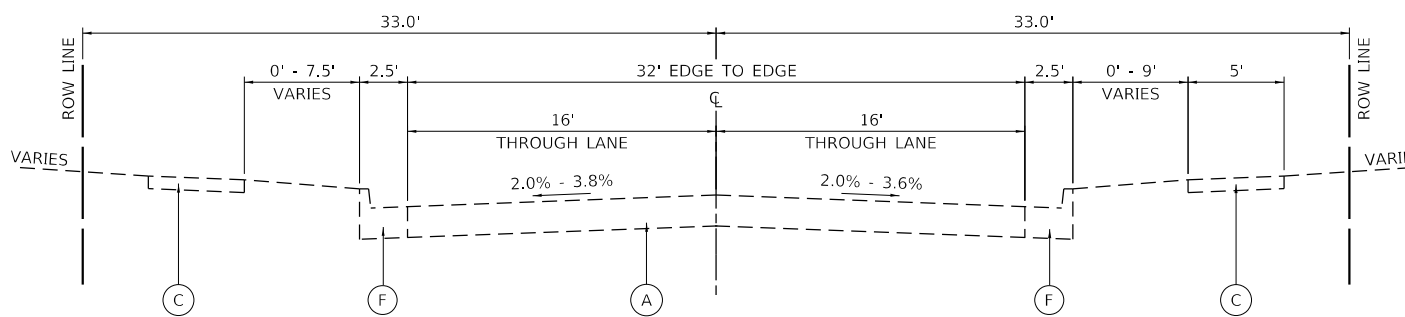 33.0' 33.0'
ROW LINE 0' - 7.5' 2.5' 32' EDGE TO EDGE 2.5' 0' - 9' 5' ROW LINE
VARIES ℄ VARIES
16' 16'
THROUGH LANE THROUGH LANE
VARIES VARIE
2.0% - 3.8% 2.0% - 3.6%
C F A F C